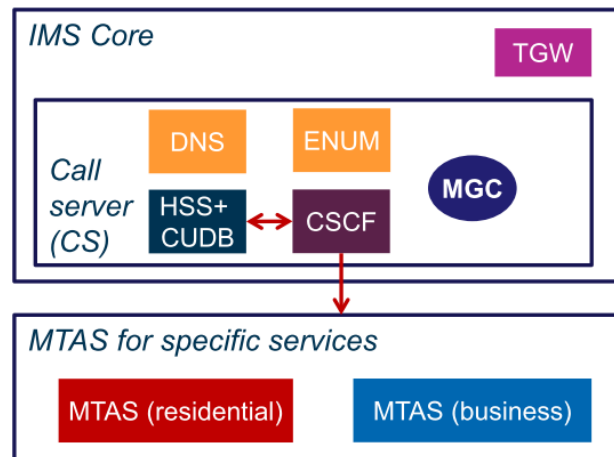 IMS Core
TGW
DNS
ENUM
Call
server
(CS)
HSS+
CUDB
CSCF
MGC
MTAS for specific services
MTAS (residential)
MTAS (business)